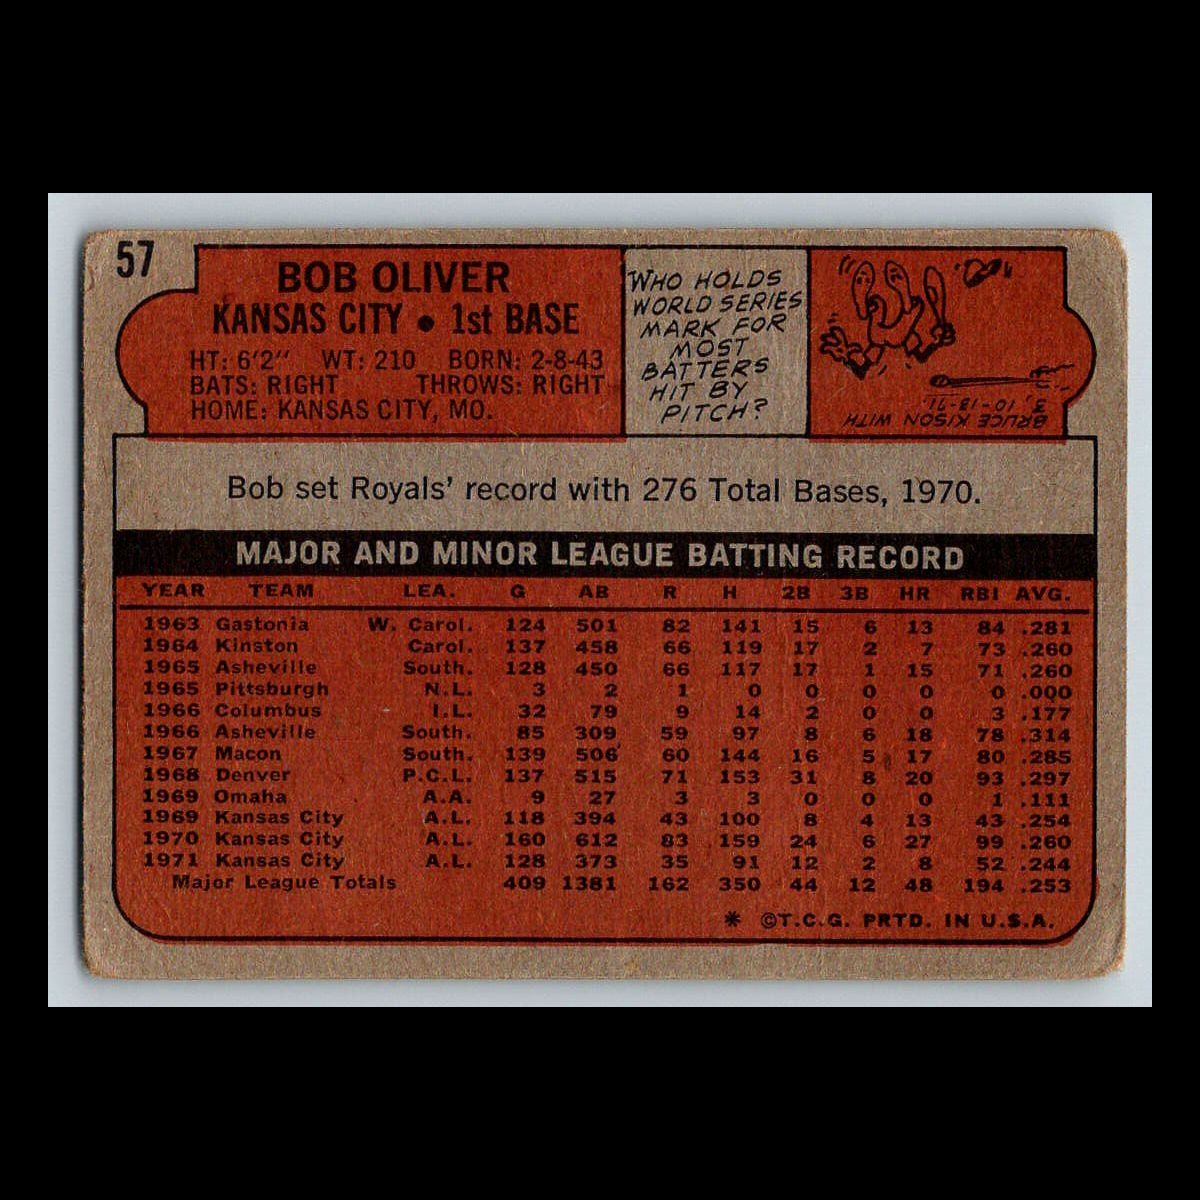 57
BOB OLIVER
KANSAS CITY • 1st BASE
HT: 6'2" WT: 210 BORN: 2-8-43
BATS: RIGHT THROWS: RIGHT
HOME: KANSAS CITY, MO.
WHO HOLDS
WORLD SERIES
MARK FOR
MOST
BATTERS
HIT BY
PITCH?
BRUCE KISON WITH
3, 10-13-71.
Bob set Royals' record with 276 Total Bases, 1970.
MAJOR AND MINOR LEAGUE BATTING RECORD
YEAR TEAM LEA. G AB R H 2B 3B HR RBI AVG.
1963 Gastonia W. Carol. 124 501 82 141 15 6 13 84 .281
1964 Kinston Carol. 137 458 66 119 17 2 7 73 .260
1965 Asheville South. 128 450 66 117 17 1 15 71 .260
1965 Pittsburgh N.L. 3 2 1 0 0 0 0 0 .000
1966 Columbus I.L. 32 79 9 14 2 0 0 3 .177
1966 Asheville South. 85 309 59 97 8 6 18 78 .314
1967 Macon South. 139 506 60 144 16 5 17 80 .285
1968 Denver P.C.L. 137 515 71 153 31 8 20 93 .297
1969 Omaha A.A. 9 27 3 3 0 0 0 1 .111
1969 Kansas City A.L. 118 394 43 100 8 4 13 43 .254
1970 Kansas City A.L. 160 612 83 159 24 6 27 99 .260
1971 Kansas City A.L. 128 373 35 91 12 2 8 52 .244
Major League Totals 409 1381 162 350 44 12 48 194 .253
* ©T.C.G. PRTD. IN U.S.A.